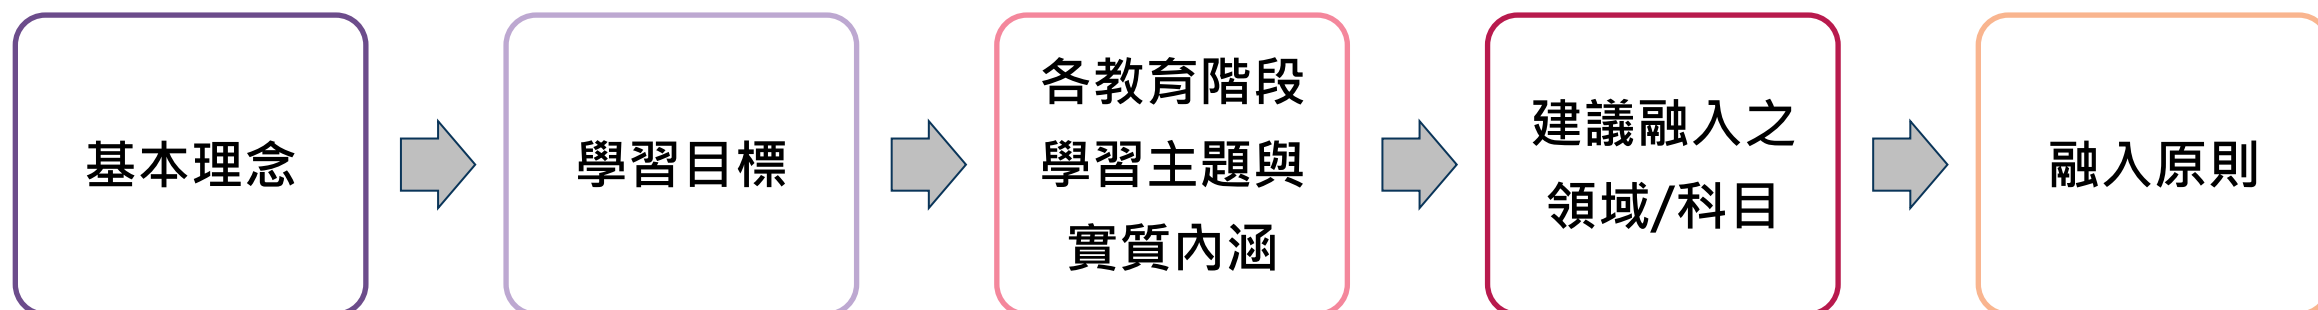 基本理念
學習目標
各教育階段
學習主題與
實質內涵
建議融入之
領域/科目
融入原則